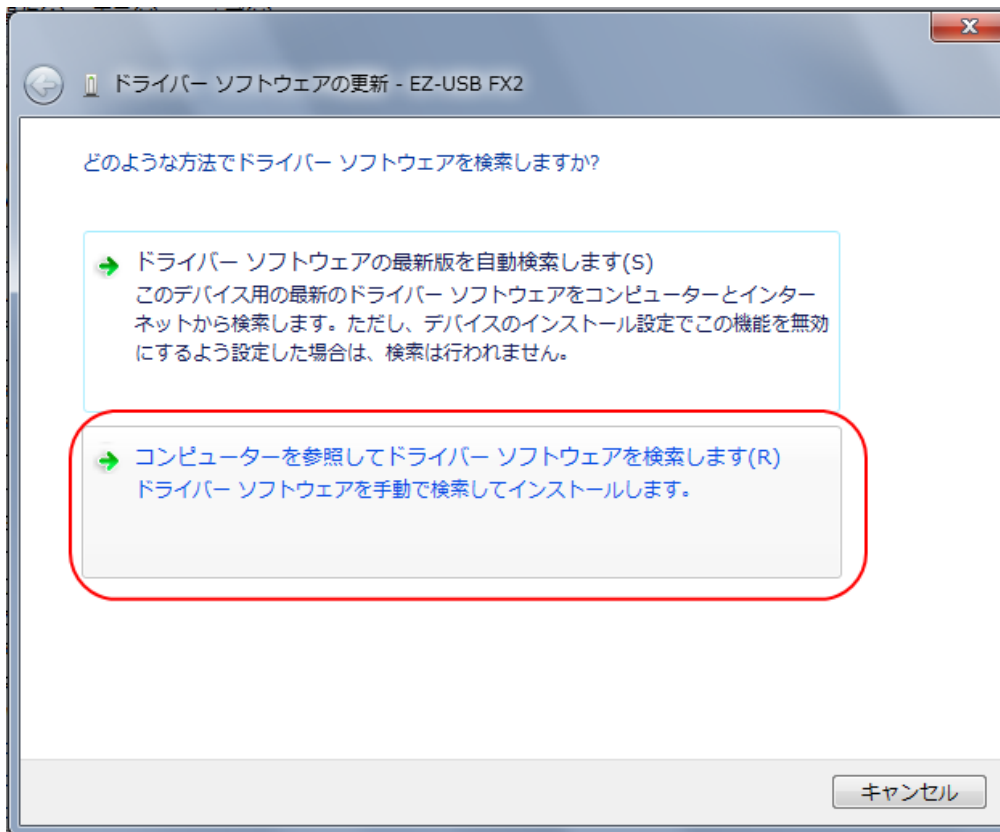 ドライバー ソフトウェアの更新 - EZ-USB FX2
どのような方法でドライバー ソフトウェアを検索しますか?
ドライバー ソフトウェアの最新版を自動検索します(S)
このデバイス用の最新のドライバー ソフトウェアをコンピューターとインター
ネットから検索します。ただし、デバイスのインストール設定でこの機能を無効
にするよう設定した場合は、検索は行われません。
コンピューターを参照してドライバー ソフトウェアを検索します(R)
ドライバー ソフトウェアを手動で検索してインストールします。
キャンセル